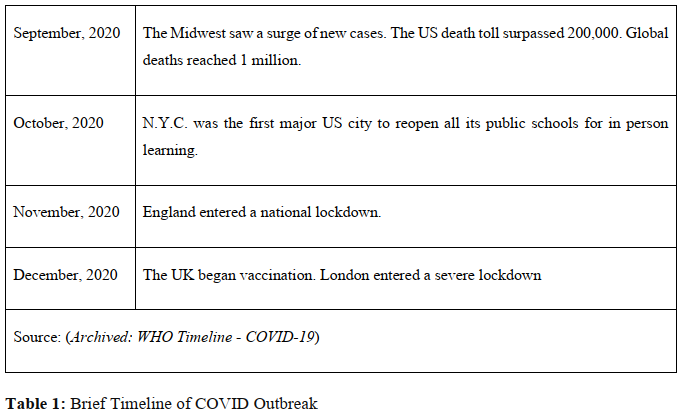 September, 2020
The Midwest saw a surge of new cases. The US death toll surpassed 200,000. Global
deaths reached 1 million.
October, 2020
N.Y.C. was the first major US city to reopen all its public schools for in person
learning.
November, 2020
England entered a national lockdown.
December, 2020
The UK began vaccination. London entered a severe lockdown
Source: (Archived: WHO Timeline - COVID-19)
Table 1: Brief Timeline of COVID Outbreak